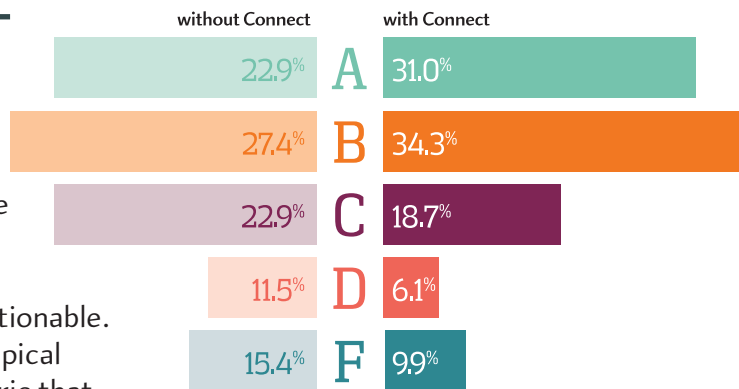 without Connect with Connect
22.9% A 31.0%
27.4% B 34.3%
22.9% C 18.7%
11.5% D 6.1%
tionable.
15.4% F 9.9%